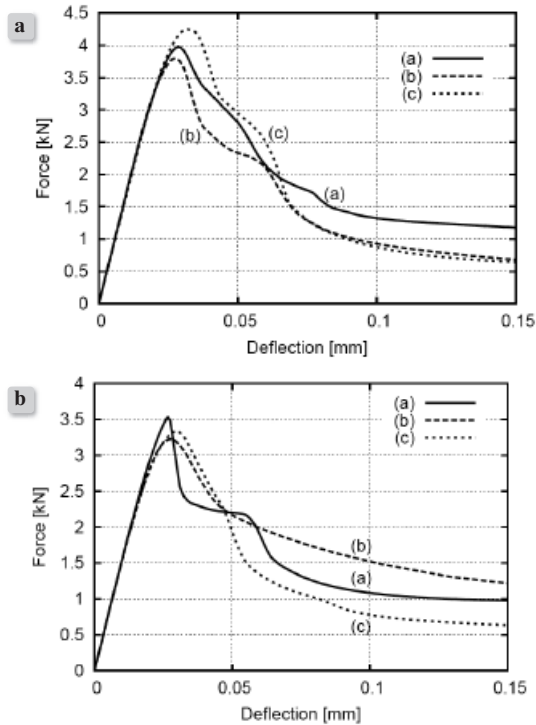 a
4.5
4
3.5
3
2.5
2
1.5
1
0.5
0
Force [kN]
(a)
(b)
(c)
(b)
(c)
(a)
0 0.05 0.1 0.15
Deflection [mm]
b
4
3.5
3
2.5
2
1.5
1
0.5
0
Force [kN]
(a)
(b)
(c)
(b)
(a)
(c)
0 0.05 0.1 0.15
Deflection [mm]